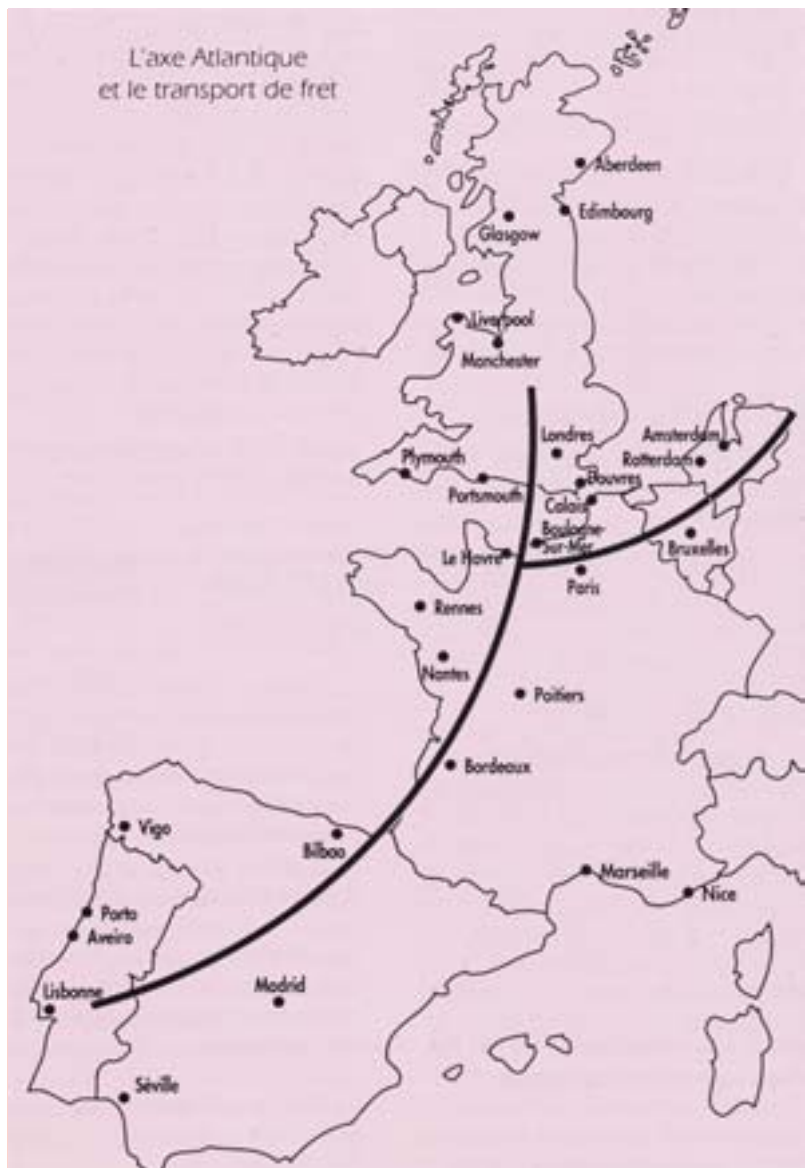 L'axe Atlantique
et le transport de fret
Aberdeen
Edimbourg
Glasgow
Liverpool
Manchester
Londres
Amsterdam
Rotterdam
Plymouth
Douvres
Portsmouth
Calais
Boulogne-
Sur-Mer
Bruxelles
Le Havre
Paris
Rennes
Nantes
Poitiers
Bordeaux
Vigo
Bilbao
Marseille
Nice
Porto
Aveiro
Lisbonne
Madrid
Séville